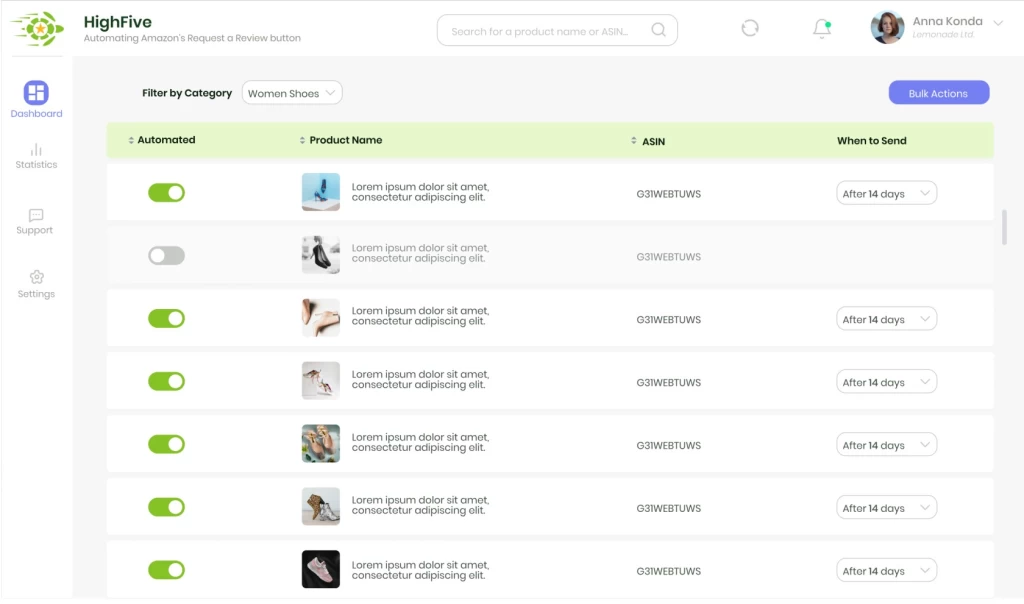 HighFive
Automating Amazon's Request a Review button
Search for a product name or ASIN...
Anna Konda
Lemonade Ltd.
Dashboard
Statistics
Support
Settings
Filter by Category
Women Shoes
Bulk Actions
Automated Product Name ASIN When to Send
Lorem ipsum dolor sit amet,
consectetur adipiscing elit.
G31WEBTUWS
After 14 days
Lorem ipsum dolor sit amet,
consectetur adipiscing elit.
G31WEBTUWS
Lorem ipsum dolor sit amet,
consectetur adipiscing elit.
G31WEBTUWS
After 14 days
Lorem ipsum dolor sit amet,
consectetur adipiscing elit.
G31WEBTUWS
After 14 days
Lorem ipsum dolor sit amet,
consectetur adipiscing elit.
G31WEBTUWS
After 14 days
Lorem ipsum dolor sit amet,
consectetur adipiscing elit.
G31WEBTUWS
After 14 days
Lorem ipsum dolor sit amet,
consectetur adipiscing elit.
G31WEBTUWS
After 14 days